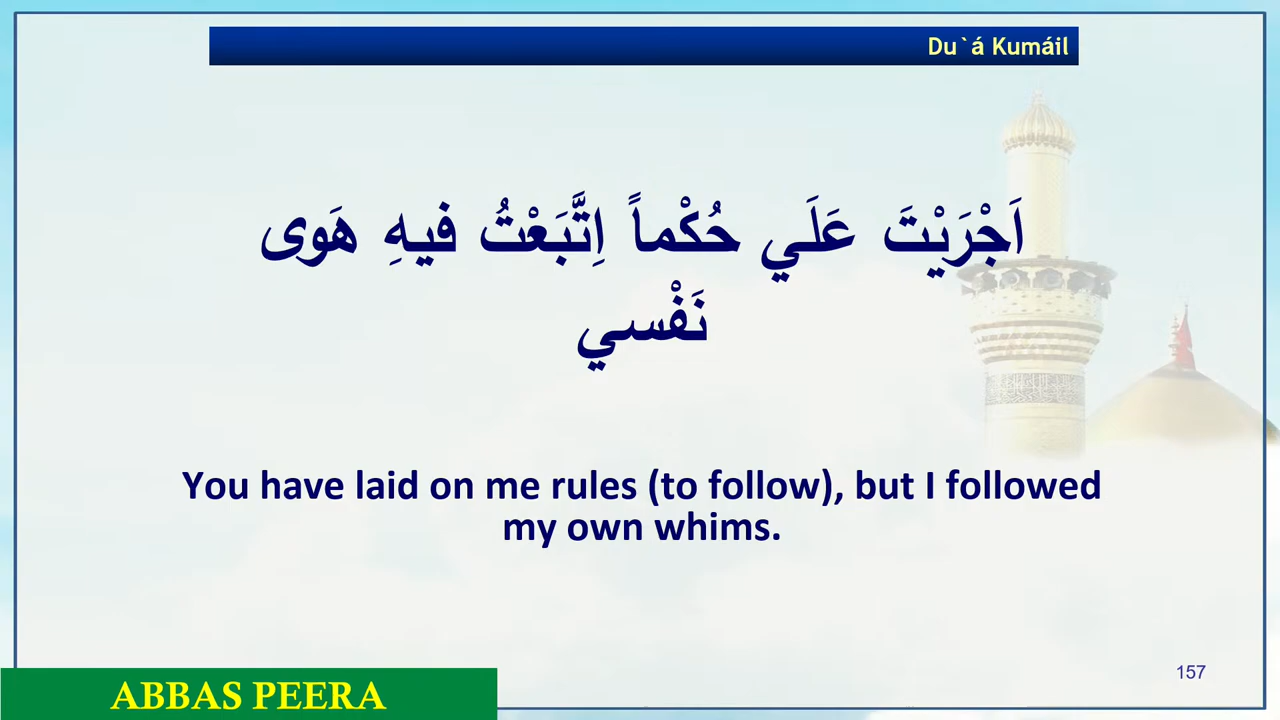 Du`á Kumáil
اَجْرَيْتَ عَلَـي حُكْماً اِتَّبَعْتُ فيهِ هَوى
نَفْسي
You have laid on me rules (to follow), but I followed
my own whims.
157
ABBAS PEERA